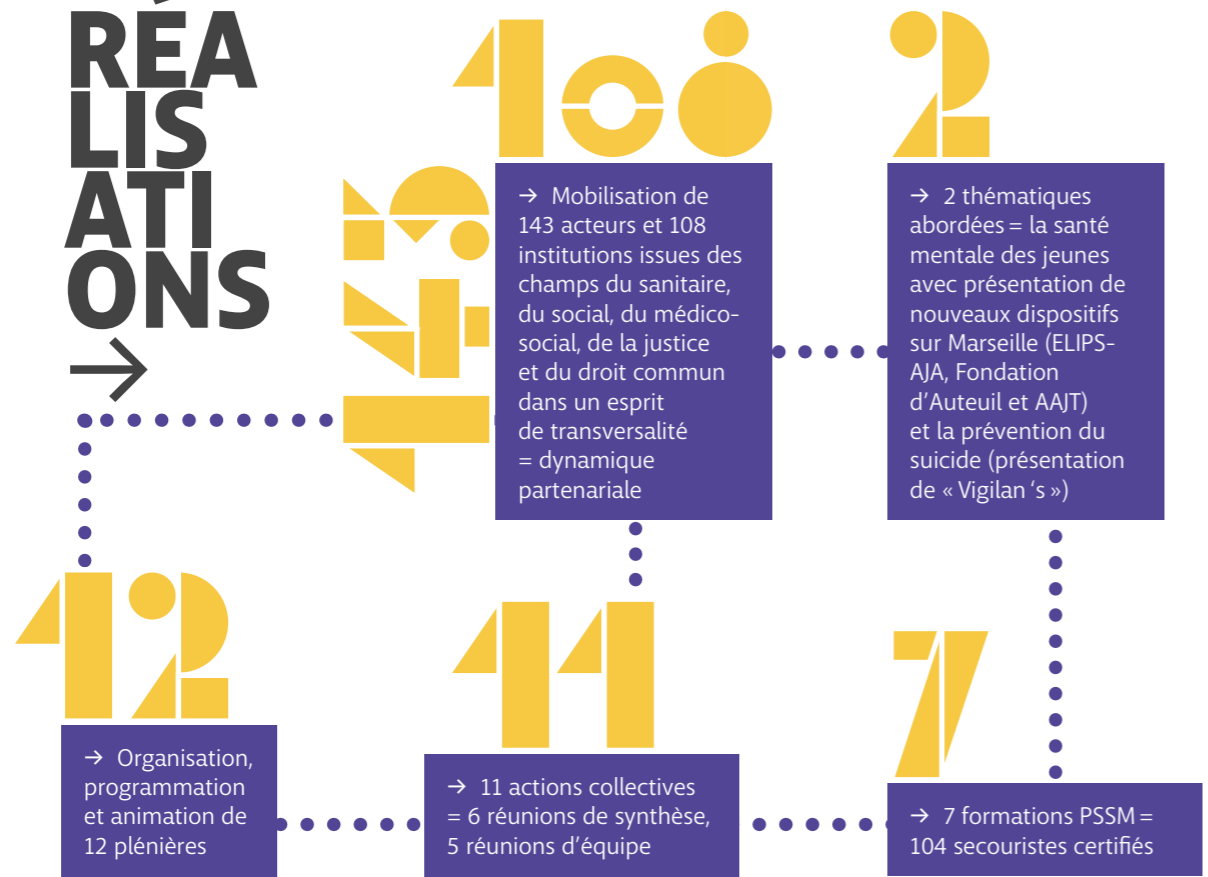 RÉA
LIS
ATI
ONS
→
108
143
→ Mobilisation de
143 acteurs et 108
institutions issues des
champs du sanitaire,
du social, du médico-
social, de la justice
et du droit commun
dans un esprit
de transversalité
= dynamique
partenariale
2
→ 2 thématiques
abordées = la santé
mentale des jeunes
avec présentation de
nouveaux dispositifs
sur Marseille (ELIPS-
AJA, Fondation
d’Auteuil et AAJT)
et la prévention du
suicide (présentation
de « Vigilan ‘s »)
12
→ Organisation,
programmation
et animation de
12 plénières
11
→ 11 actions collectives
= 6 réunions de synthèse,
5 réunions d’équipe
7
→ 7 formations PSSM =
104 secouristes certifiés